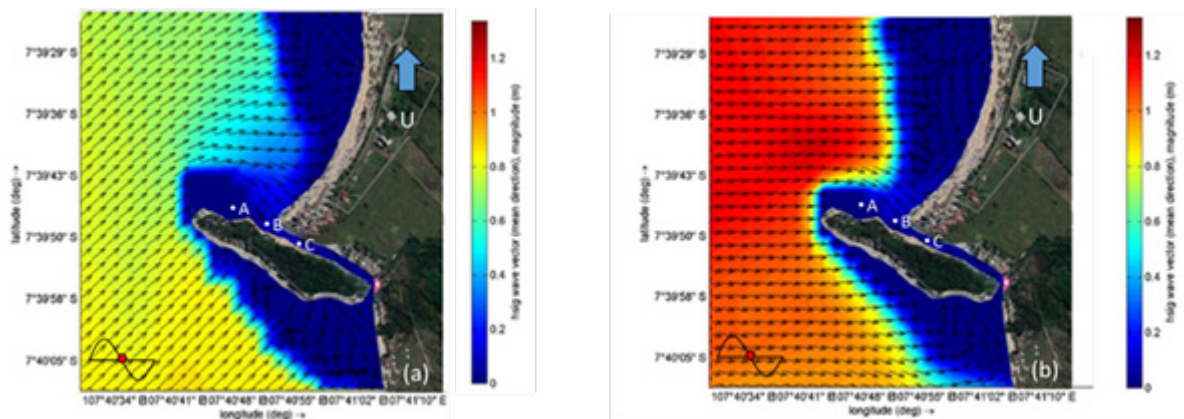 7°39'29" S
7°39'36" S
7°39'43" S
7°39'50" S
7°39'58" S
7°40'05" S
latitude (deg) →
107°40'34" E
107°40'41" E
107°40'48" E
107°40'55" E
107°41'02" E
107°41'10" E
longitude (deg) →
A
B
C
U
(a)
1.2
1
0.8
0.6
0.4
0.2
0
hsig wave vector (mean direction), magnitude (m)
7°39'29" S
7°39'36" S
7°39'43" S
7°39'50" S
7°39'58" S
7°40'05" S
latitude (deg) →
107°40'34" E
107°40'41" E
107°40'48" E
107°40'55" E
107°41'02" E
107°41'10" E
longitude (deg) →
A
B
C
U
(b)
1.2
1
0.8
0.6
0.4
0.2
0
hsig wave vector (mean direction), magnitude (m)